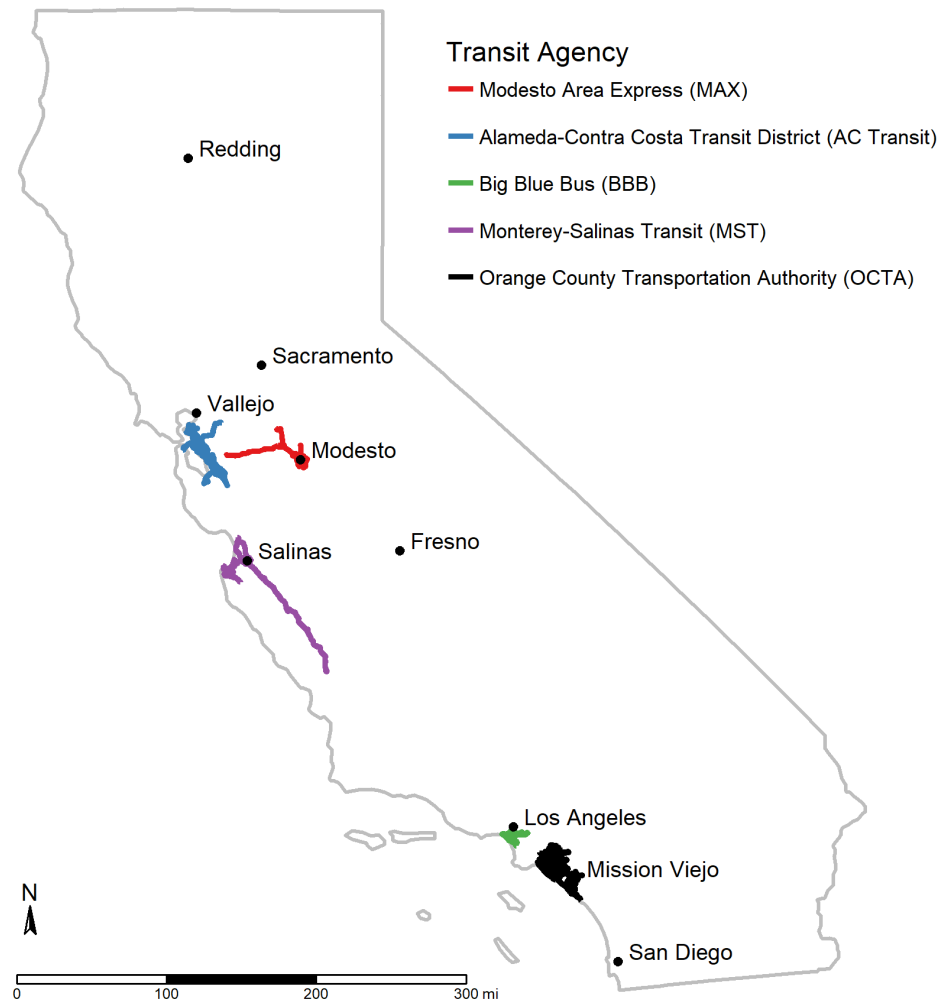 Transit Agency
Modesto Area Express (MAX)
Alameda-Contra Costa Transit District (AC Transit)
Big Blue Bus (BBB)
Monterey-Salinas Transit (MST)
Orange County Transportation Authority (OCTA)
Redding
Sacramento
Vallejo
Modesto
Fresno
Salinas
Los Angeles
Mission Viejo
San Diego
N
0 100 200 300 mi